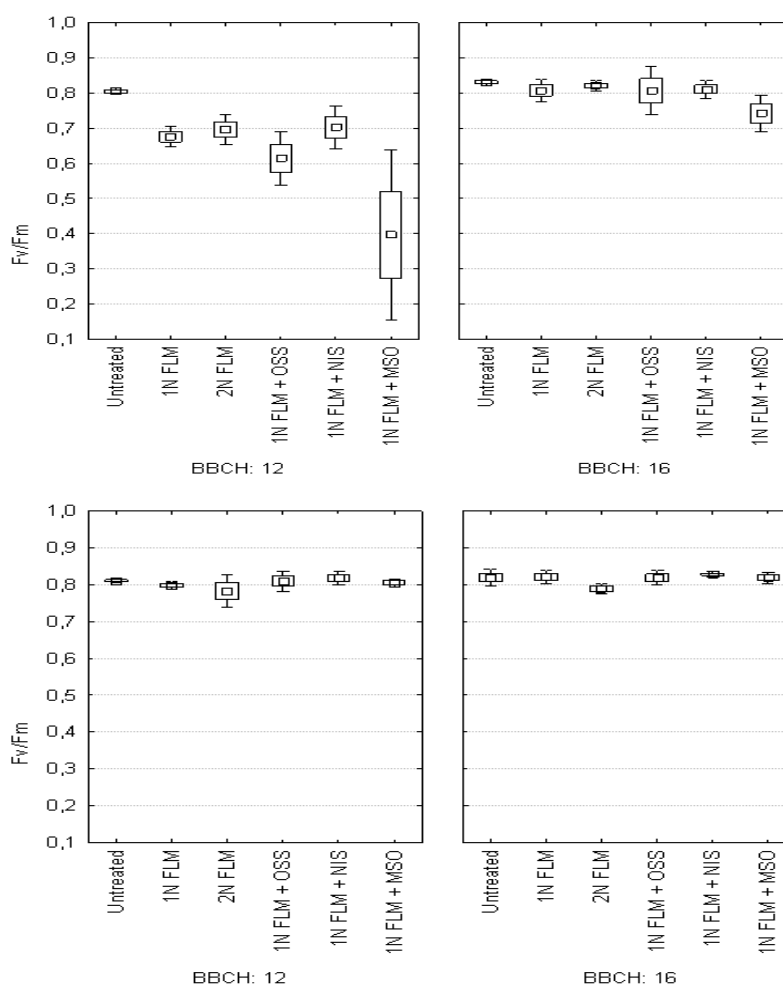 1,0
0,9
0,8
0,7
0,6
0,5
0,4
0,3
0,2
0,1
Fv/Fm
Untreated
1N FLM
2N FLM
1N FLM + OSS
1N FLM + NIS
1N FLM + MSO
BBCH: 12
Untreated
1N FLM
2N FLM
1N FLM + OSS
1N FLM + NIS
1N FLM + MSO
BBCH: 16
1,0
0,9
0,8
0,7
0,6
0,5
0,4
0,3
0,2
0,1
Fv/Fm
Untreated
1N FLM
2N FLM
1N FLM + OSS
1N FLM + NIS
1N FLM + MSO
BBCH: 12
Untreated
1N FLM
2N FLM
1N FLM + OSS
1N FLM + NIS
1N FLM + MSO
BBCH: 16